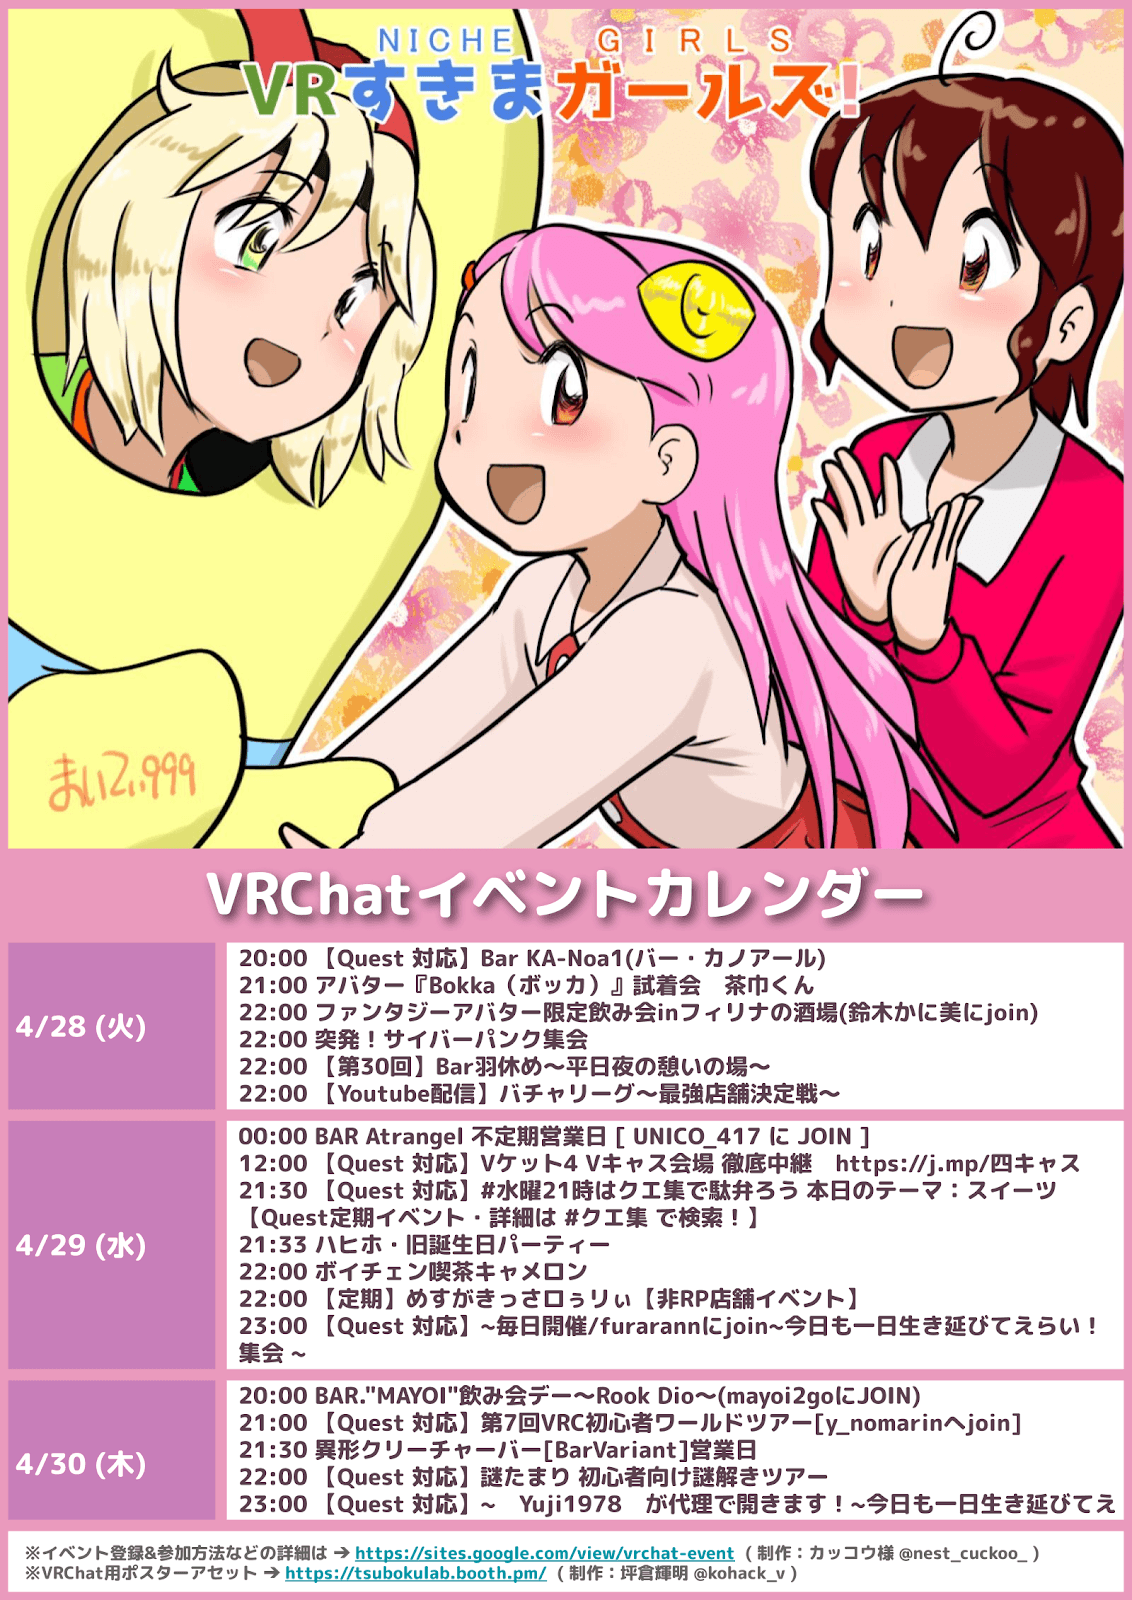 NICHE GIRLS
VRすきまガールズ!
まいてぃ999
VRChatイベントカレンダー
4/28 (火)
20:00 【Quest 対応】Bar KA-Noa1(バー・カノアール)
21:00 アバター『Bokka（ボッカ）』試着会　茶巾くん
22:00 ファンタジーアバター限定飲み会inフィリナの酒場(鈴木かに美にjoin)
22:00 突発！サイバーパンク集会
22:00 【第30回】Bar羽休め～平日夜の憩いの場～
22:00 【Youtube配信】バチャリーグ～最強店舗決定戦～
4/29 (水)
00:00 BAR Atrangel 不定期営業日 [ UNICO_417 に JOIN ]
12:00 【Quest 対応】Vケット4 Vキャス会場 徹底中継　https://j.mp/四キャス
21:30 【Quest 対応】#水曜21時はクエ集で駄弁ろう 本日のテーマ：スイーツ
【Quest定期イベント・詳細は #クエ集 で検索！】
21:33 ハヒホ・旧誕生日パーティー
22:00 ボイチェン喫茶キャメロン
22:00 【定期】めすがきっさロぅリぃ【非RP店舗イベント】
23:00 【Quest 対応】~毎日開催/furarannにjoin~今日も一日生き延びてえらい！
集会 ~
4/30 (木)
20:00 BAR."MAYOI"飲み会デー～Rook Dio～(mayoi2goにJOIN)
21:00 【Quest 対応】第7回VRC初心者ワールドツアー[y_nomarinへjoin]
21:30 異形クリーチャーバー[BarVariant]営業日
22:00 【Quest 対応】謎たまり 初心者向け謎解きツアー
23:00 【Quest 対応】~　Yuji1978　が代理で開きます！~今日も一日生き延びてえ
※イベント登録&参加方法などの詳細は ➔ https://sites.google.com/view/vrchat-event ( 制作：カッコウ様 @nest_cuckoo_ )
※VRChat用ポスターアセット ➔ https://tsubokulab.booth.pm/ ( 制作：坪倉輝明 @kohack_v )